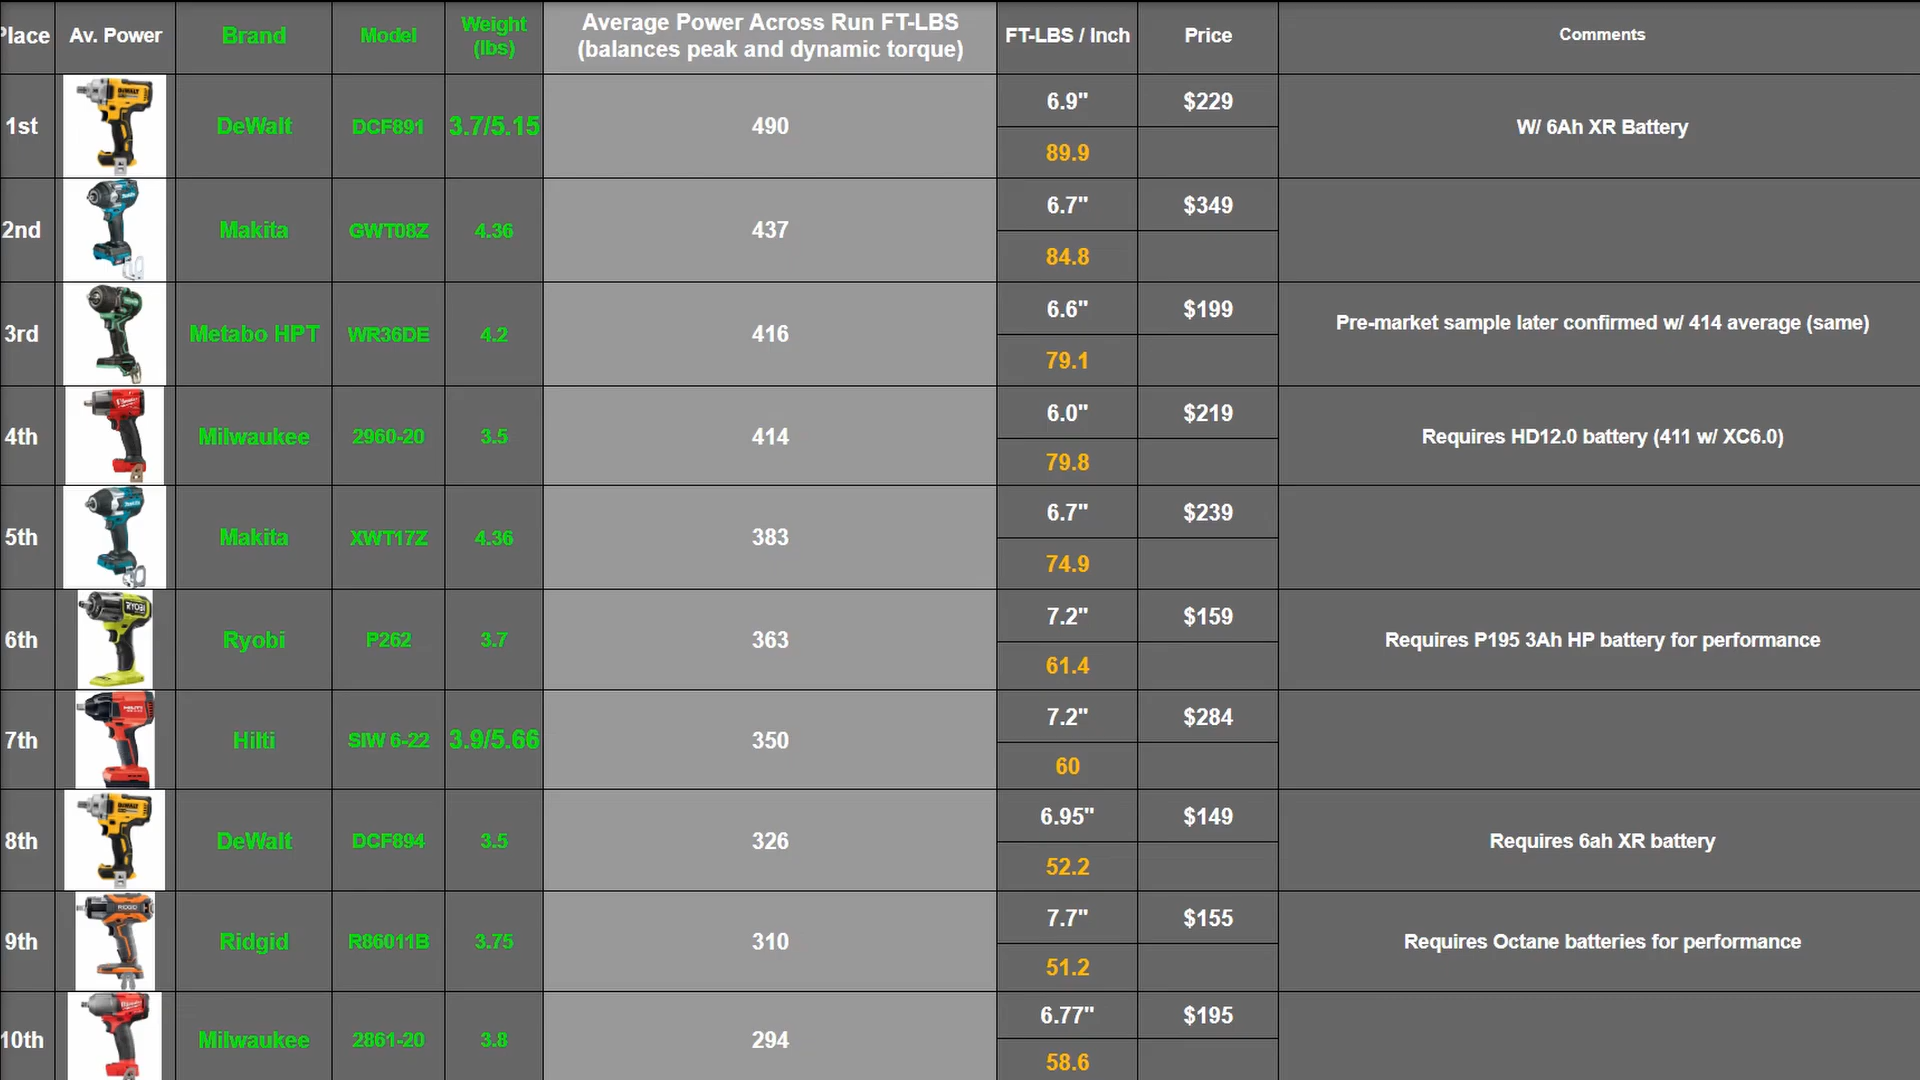 Place Av. Power Brand Model Weight (lbs) Average Power Across Run FT-LBS (balances peak and dynamic torque) FT-LBS / Inch Price Comments
1st DeWalt DCF891 3.7/5.15 490 6.9" $229 W/ 6Ah XR Battery
89.9
2nd Makita GWT08Z 4.36 437 6.7" $349
84.8
3rd Metabo HPT WR36DE 4.2 416 6.6" $199 Pre-market sample later confirmed w/ 414 average (same)
79.1
4th Milwaukee 2960-20 3.5 414 6.0" $219 Requires HD12.0 battery (411 w/ XC6.0)
79.8
5th Makita XWT17Z 4.36 383 6.7" $239
74.9
6th Ryobi P262 3.7 363 7.2" $159 Requires P195 3Ah HP battery for performance
61.4
7th Hilti SIW 6-22 3.9/5.66 350 7.2" $284
60
8th DeWalt DCF894 3.5 326 6.95" $149 Requires 6ah XR battery
52.2
9th Ridgid R86011B 3.75 310 7.7" $155 Requires Octane batteries for performance
51.2
10th Milwaukee 2861-20 3.8 294 6.77" $195
58.6